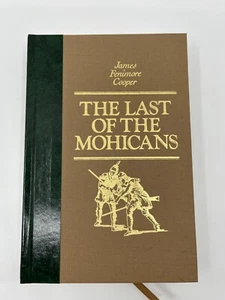 James
Fenimore
Cooper
THE LAST
OF THE
MOHICANS